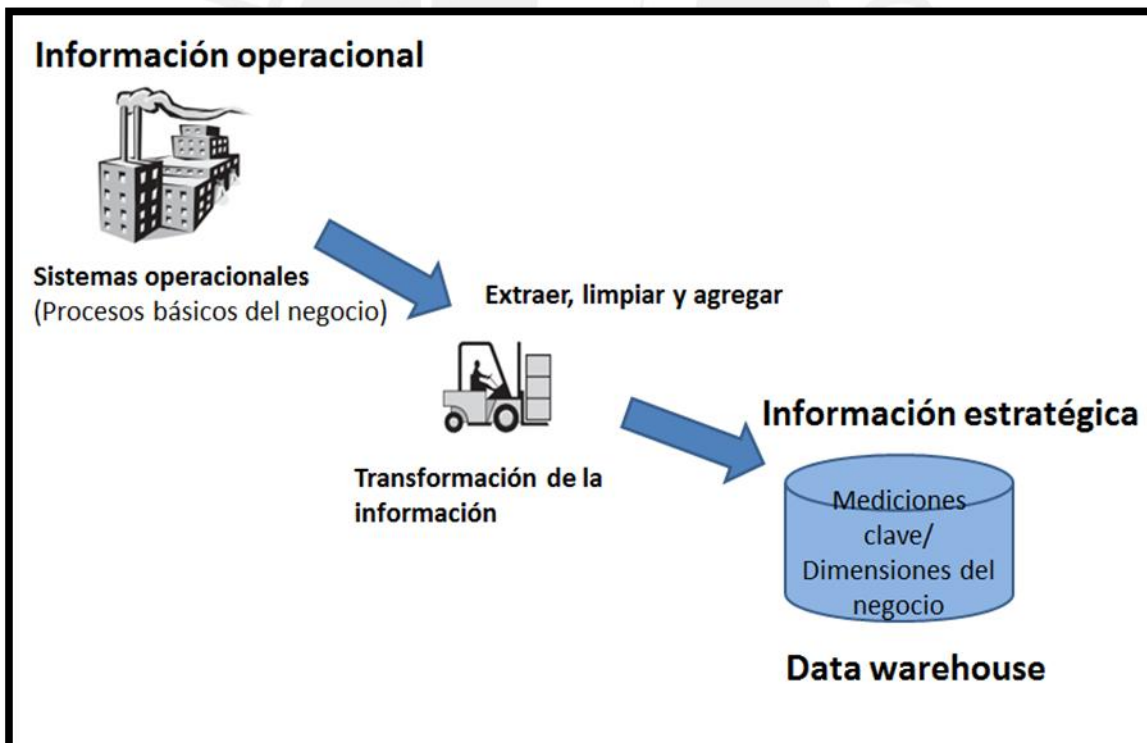 Información operacional
Sistemas operacionales
(Procesos básicos del negocio)
Extraer, limpiar y agregar
Transformación de la
información
Información estratégica
Mediciones
clave/
Dimensiones del
negocio
Data warehouse